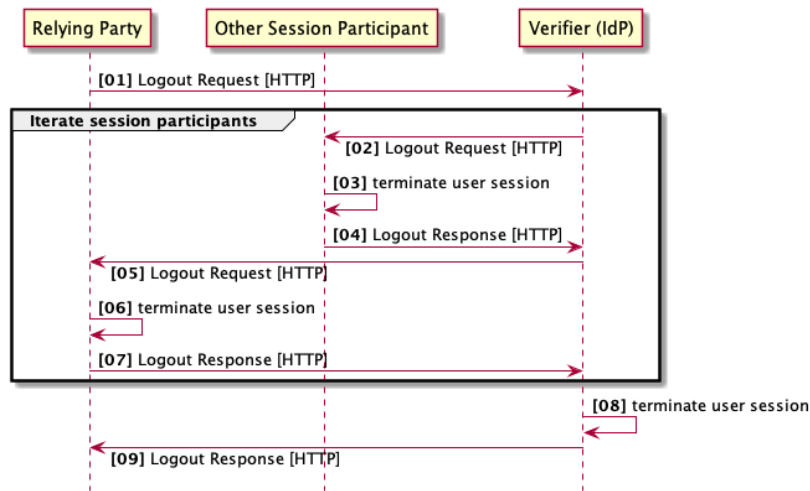 Relying Party
Other Session Participant
Verifier (IdP)
[01] Logout Request [HTTP]
Iterate session participants
[02] Logout Request [HTTP]
[03] terminate user session
[04] Logout Response [HTTP]
[05] Logout Request [HTTP]
[06] terminate user session
[07] Logout Response [HTTP]
[08] terminate user session
[09] Logout Response [HTTP]